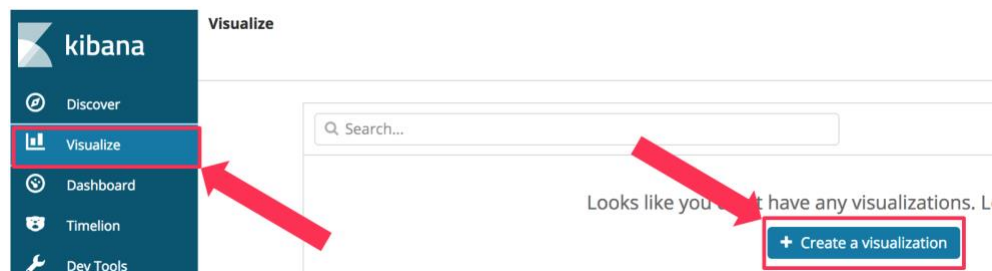 kibana
Discover
Visualize
Dashboard
Timelion
Dev Tools
Visualize
Search...
Looks like you have any visualizations.
+ Create a visualization